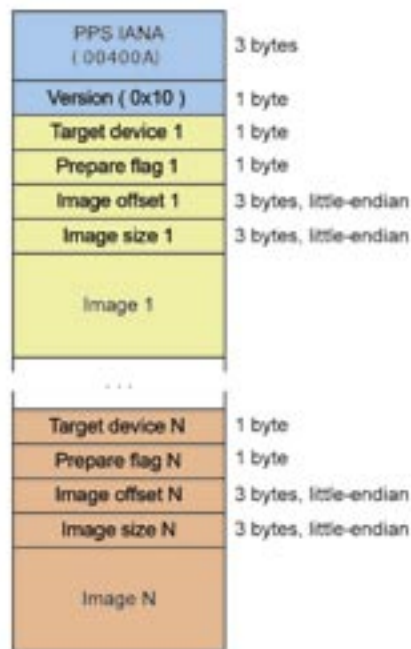 PPS IANA
(00400A)
3 bytes
Version ( 0x10 )
1 byte
Target device 1
1 byte
Prepare flag 1
1 byte
Image offset 1
3 bytes, little-endian
Image size 1
3 bytes, little-endian
Image 1
...
Target device N
1 byte
Prepare flag N
1 byte
Image offset N
3 bytes, little-endian
Image size N
3 bytes, little-endian
Image N